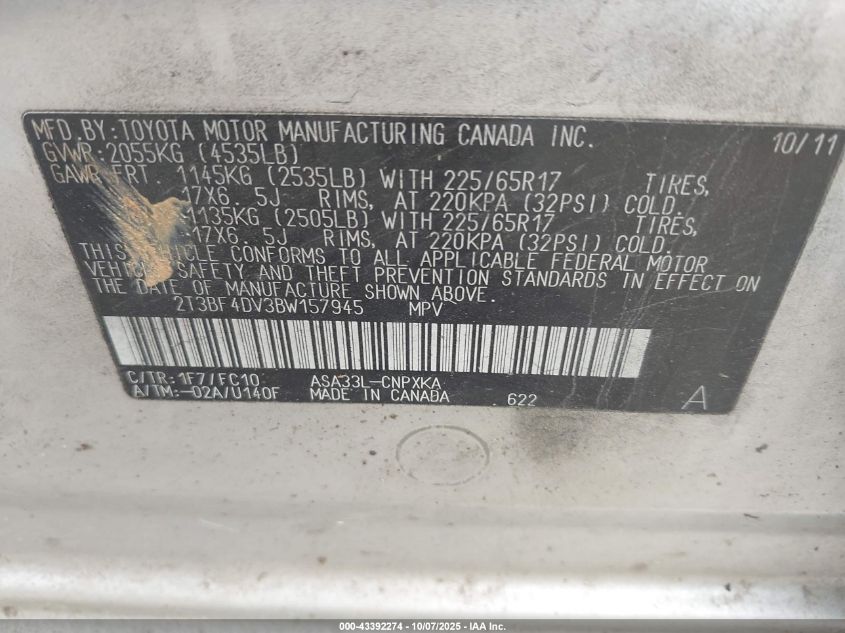 MFD.BY:TOYOTA MOTOR MANUFACTURING CANADA INC. 10/11
GVWR:2055KG (4535LB)
GAWR FRT. 1145KG (2535LB) WITH 225/65R17 TIRES,
17X6.5J RIMS, AT 220KPA (32PSI) COLD.
1135KG (2505LB) WITH 225/65R17 TIRES,
17X6.5J RIMS, AT 220KPA (32PSI) COLD.
THIS VEHICLE CONFORMS TO ALL APPLICABLE FEDERAL MOTOR
VEHICLE SAFETY AND THEFT PREVENTION STANDARDS IN EFFECT ON
THE DATE OF MANUFACTURE SHOWN ABOVE.
2T3BF4DV3BW157945 MPV
C/TR:1F7/FC10 ASA33L-CNPXKA
A/TM:-02A/U140F MADE IN CANADA 622 A
000-43392274 - 10/07/2025 - IAA Inc.